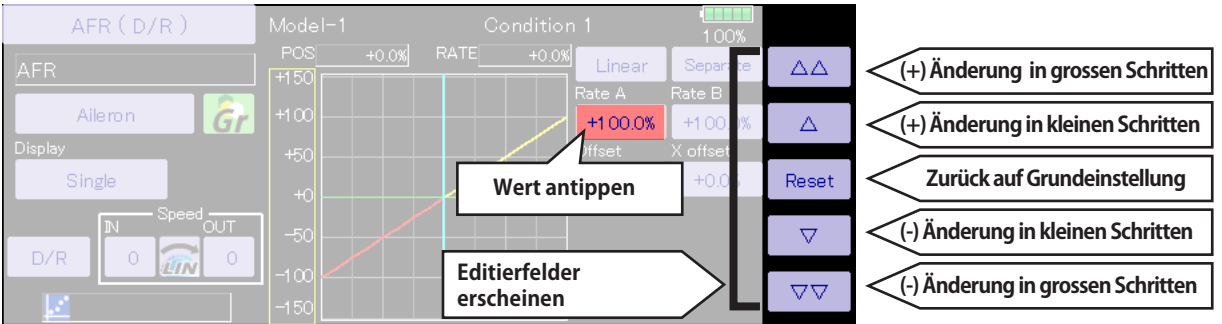 AFR ( D/R )
Model-1
Condition 1
100%
POS +0.0% RATE +0.0%
Linear
Separate
AFR
Aileron
Gr
Display
Single
Speed
IN
OUT
D/R
0
LIN
0
+150
+100
+50
+0
-50
-100
-150
Rate A
Rate B
+100.0%
Offset
X offset
Wert antippen
Editierfelder
erscheinen
△△
△
Reset
▽
▽▽
(+) Änderung in grossen Schritten
(+) Änderung in kleinen Schritten
Zurück auf Grundeinstellung
(-) Änderung in kleinen Schritten
(-) Änderung in grossen Schritten